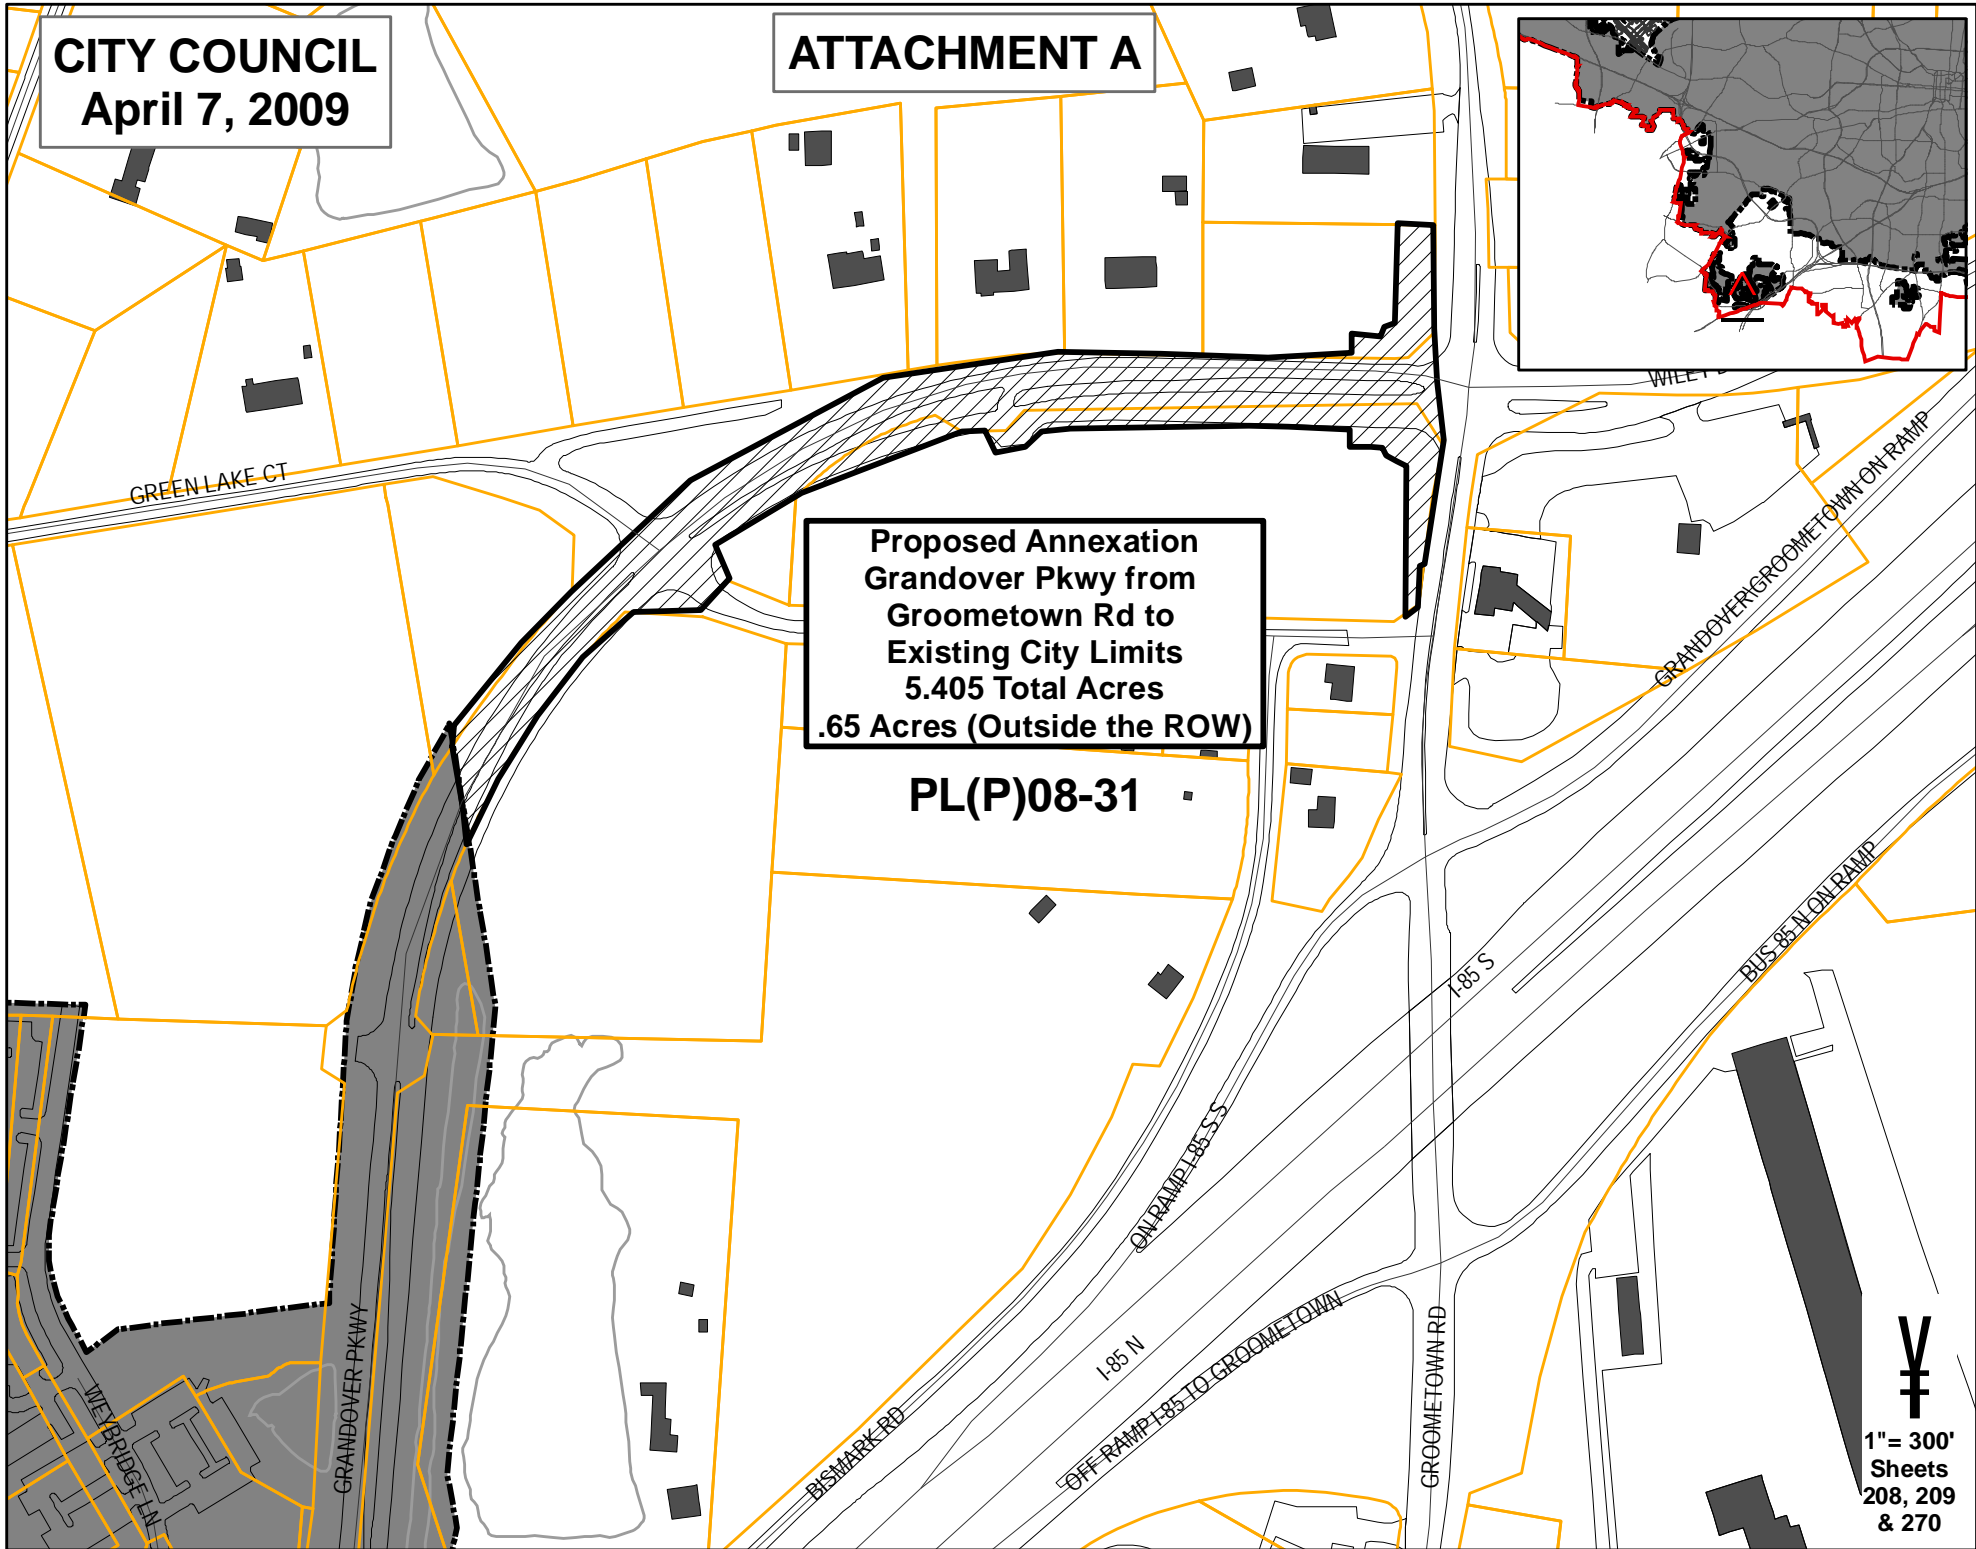 CITY COUNCIL
April 7, 2009
ATTACHMENT A
WILEY
GREEN LAKE CT
GRANDOVER/GROOMETOWN ON RAMP
Proposed Annexation
Grandover Pkwy from
Groometown Rd to
Existing City Limits
5.405 Total Acres
.65 Acres (Outside the ROW)
PL(P)08-31
BUS 85 N ON RAMP
I-85 S
ON RAMP I-85 S S
I-85 N
OFF RAMP I-85 TO GROOMETOWN
GROOMETOWN RD
GRANDOVER PKWY
WEYBRIDGE LN
BISMARK RD
1"= 300'
Sheets
208, 209
& 270